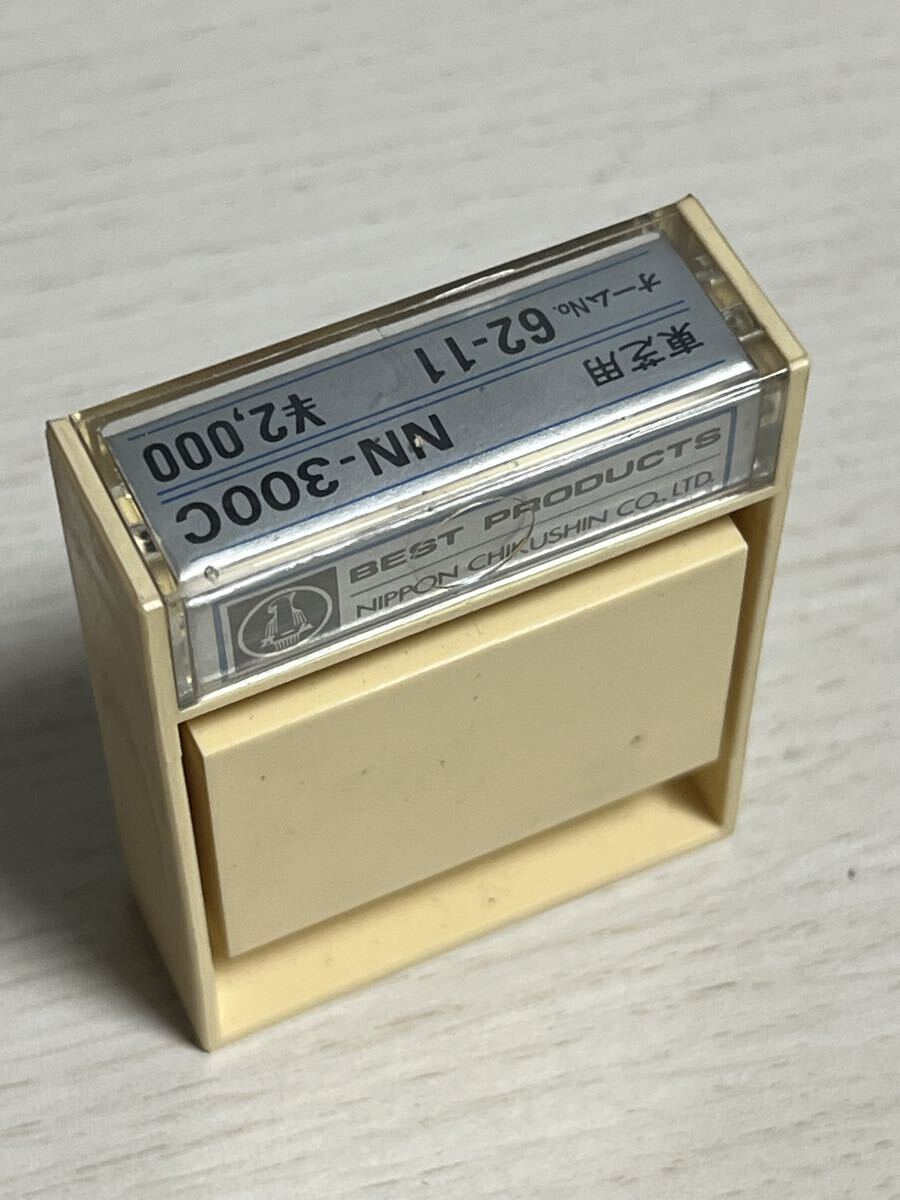 東芝用 NN-300C
オームNo. 62-11 ¥2,000
BEST PRODUCTS
NIPPON CHIKUSHIN CO., LTD.